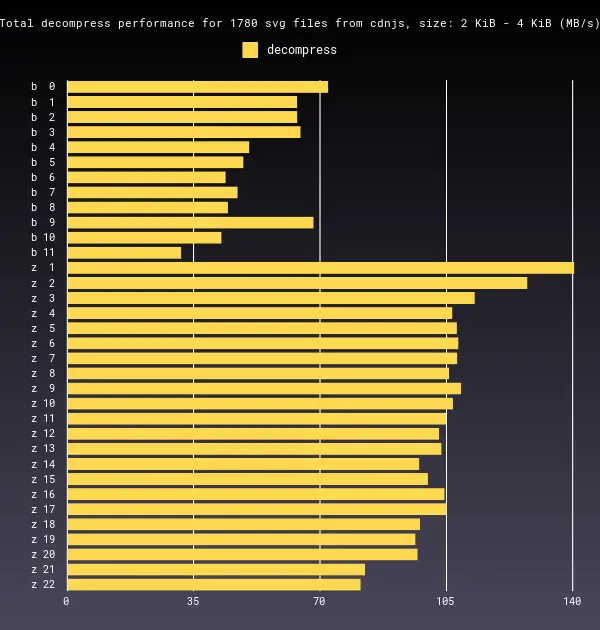 Total decompress performance for 1780 svg files from cdnjs, size: 2 KiB - 4 KiB (MB/s)
decompress
b 0
b 1
b 2
b 3
b 4
b 5
b 6
b 7
b 8
b 9
b 10
b 11
z 1
z 2
z 3
z 4
z 5
z 6
z 7
z 8
z 9
z 10
z 11
z 12
z 13
z 14
z 15
z 16
z 17
z 18
z 19
z 20
z 21
z 22
0 35 70 105 140